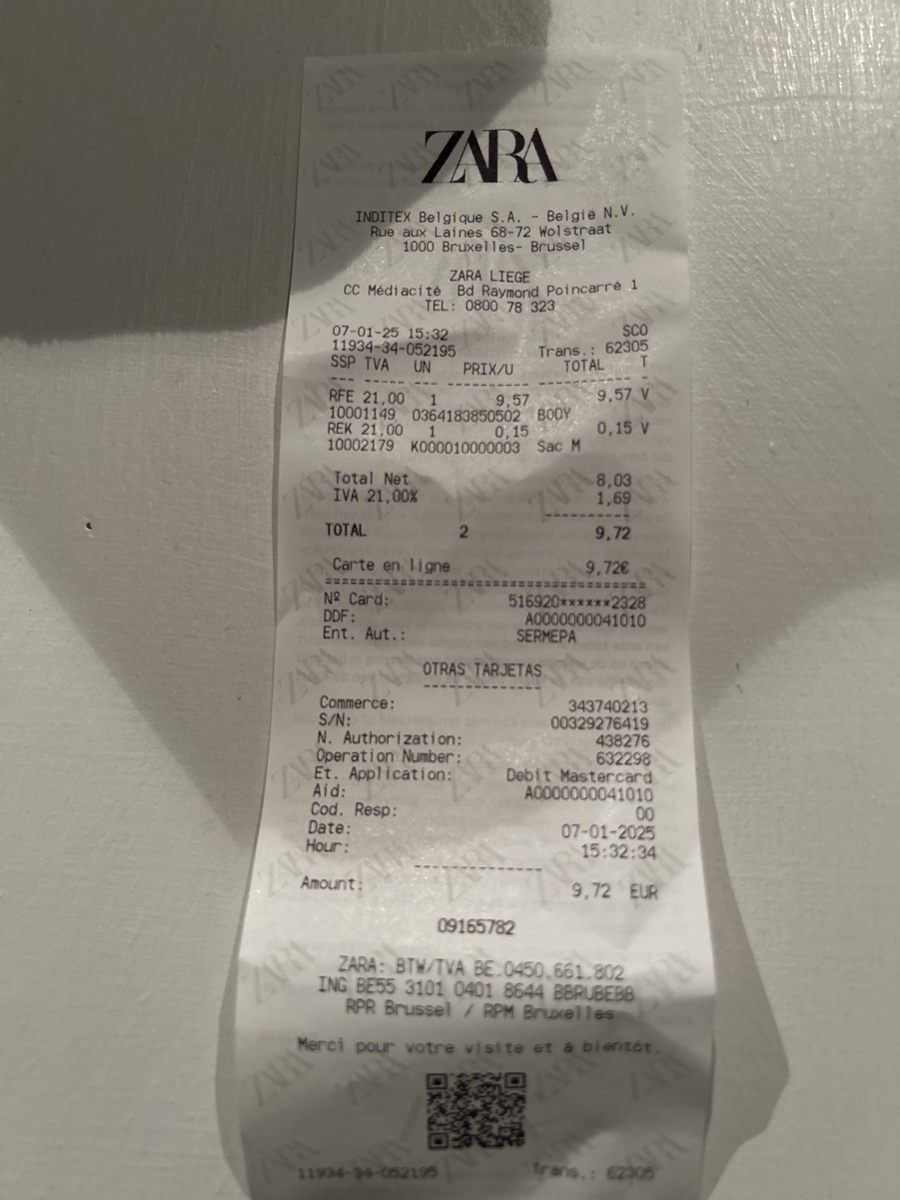 ZARA
INDITEX Belgique S.A. - België N.V.
Rue aux Laines 68-72 Wolstraat
1000 Bruxelles- Brussel
ZARA LIEGE
CC Médiacité Bd Raymond Poincarré 1
TEL: 0800 78 323
07-01-25 15:32 SCO
11934-34-052195 Trans.: 62305
SSP TVA UN PRIX/U TOTAL T
--- ----- --- -------- ---------- -
RFE 21,00 1 9,57 9,57 V
10001149 0364183850502 BODY
REK 21,00 1 0,15 0,15 V
10002179 K000010000003 Sac M
Total Net 8,03
IVA 21,00% 1,69
----------
TOTAL 2 9,72
Carte en ligne 9,72€
======================================
Nº Card: 516920******2328
DDF: A0000000041010
Ent. Aut.: SERMEPA
OTRAS TARJETAS
--------------
Commerce: 343740213
S/N: 00329276419
N. Authorization: 438276
Operation Number: 632298
Et. Application: Debit Mastercard
Aid: A0000000041010
Cod. Resp: 00
Date: 07-01-2025
Hour: 15:32:34
--------------
Amount: 9,72 EUR
09165782
ZARA: BTW/TVA BE.0450.661.802
ING BE55 3101 0401 8644 BBRUBEBB
RPR Brussel / RPM Bruxelles
Merci pour votre visite et à bientôt.
11934-34-052195 Trans.: 62305